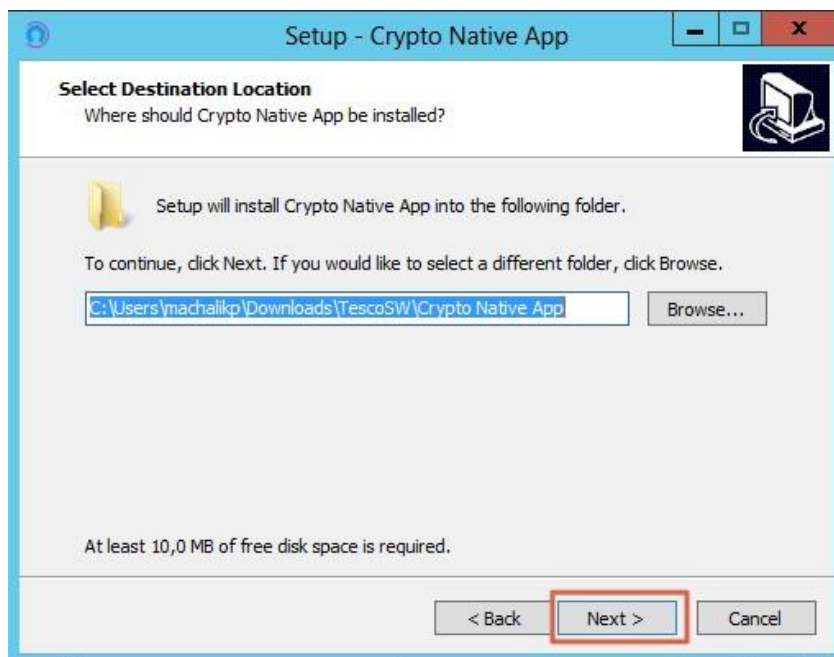 Setup - Crypto Native App
Select Destination Location
Where should Crypto Native App be installed?
Setup will install Crypto Native App into the following folder.
To continue, click Next. If you would like to select a different folder, click Browse.
C:\Users\machalikp\Downloads\TescoSW\Crypto Native App
Browse...
At least 10,0 MB of free disk space is required.
< Back
Next >
Cancel